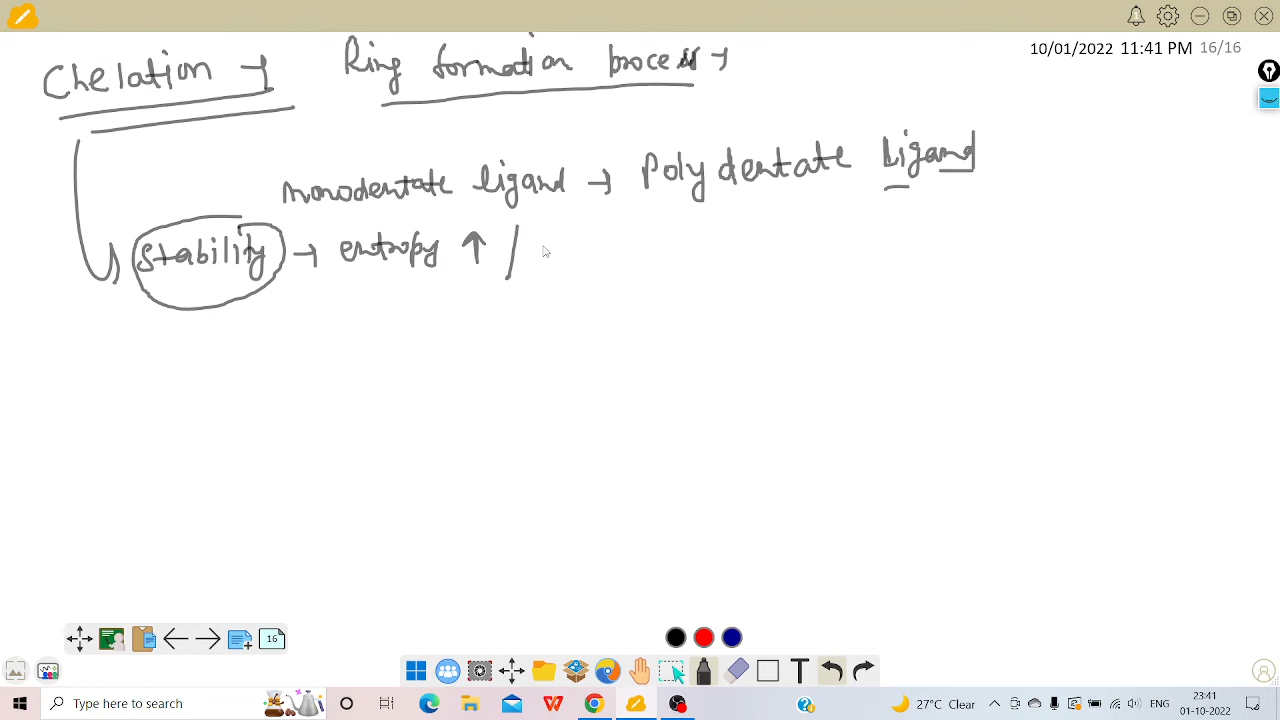 10/01/2022 11:41 PM 16/16
Chelation → Ring formation process →
monodentate ligand → Polydentate Ligand
Stability → entropy ↑ /
16
T
Type here to search
W
27°C Clear
ENG
23:41
01-10-2022